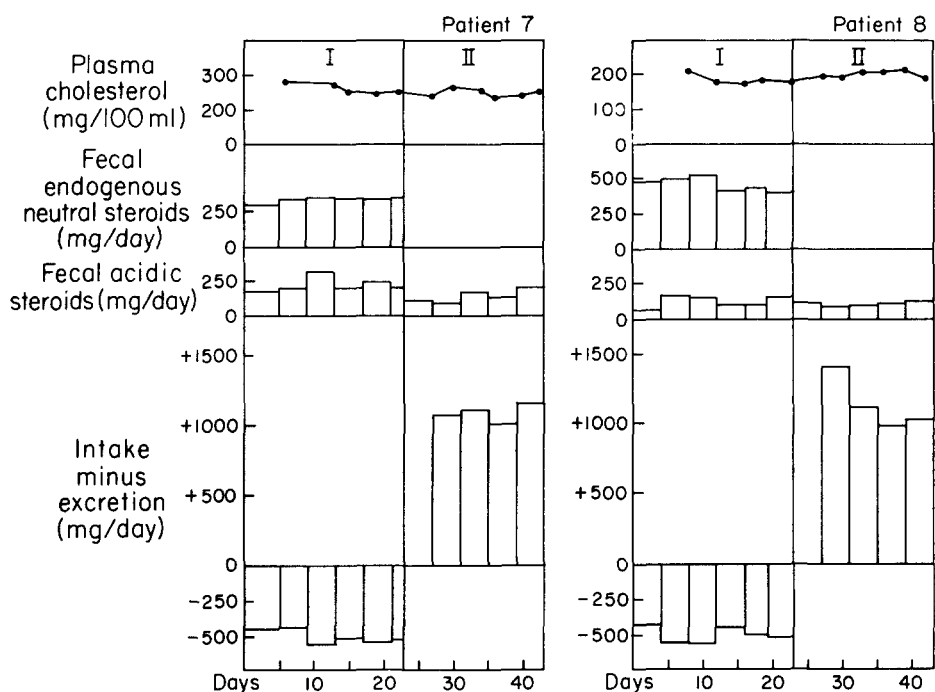 Patient 7
Patient 8
I
II
I
II
Plasma
cholesterol
(mg/100 ml)
300
200
0
200
100
0
Fecal
endogenous
neutral steroids
(mg/day)
250
0
500
250
0
Fecal acidic
steroids (mg/day)
250
0
250
0
Intake
minus
excretion
(mg/day)
+1500
+1000
+500
0
-250
-500
+1500
+1000
+500
0
-250
-500
Days 10 20 30 40
Days 10 20 30 40